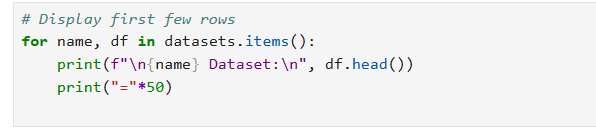 # Display first few rows
for name, df in datasets.items():
    print(f"\n{name} Dataset:\n", df.head())
    print("="*50)